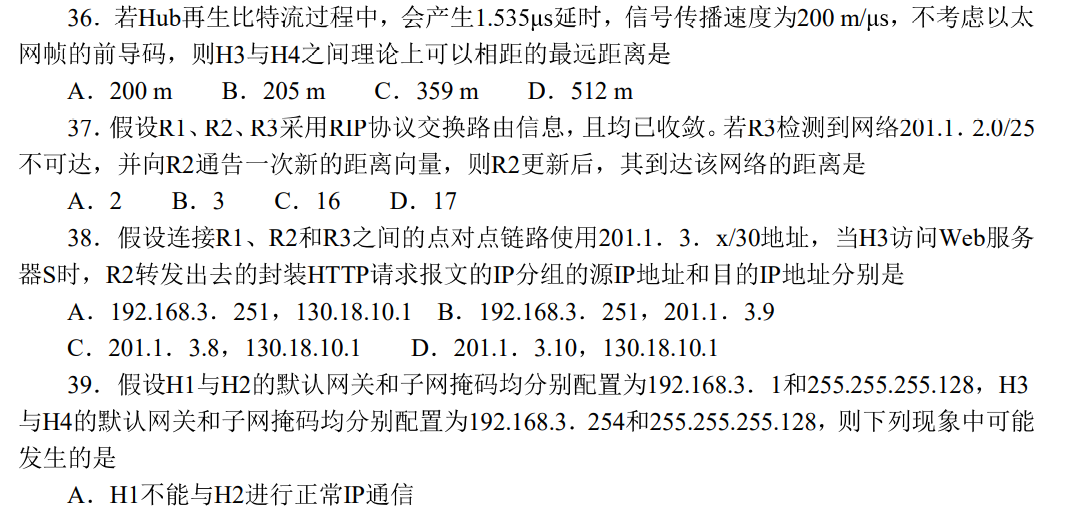 36．若Hub再生比特流过程中，会产生1.535μs延时，信号传播速度为200 m/μs，不考虑以太
网帧的前导码，则H3与H4之间理论上可以相距的最远距离是
A．200 m B．205 m C．359 m D．512 m
37．假设R1、R2、R3采用RIP协议交换路由信息，且均已收敛。若R3检测到网络201.1．2.0/25
不可达，并向R2通告一次新的距离向量，则R2更新后，其到达该网络的距离是
A．2 B．3 C．16 D．17
38．假设连接R1、R2和R3之间的点对点链路使用201.1．3．x/30地址，当H3访问Web服务
器S时，R2转发出去的封装HTTP请求报文的IP分组的源IP地址和目的IP地址分别是
A．192.168.3．251，130.18.10.1 B．192.168.3．251，201.1．3.9
C．201.1．3.8，130.18.10.1 D．201.1．3.10，130.18.10.1
39．假设H1与H2的默认网关和子网掩码均分别配置为192.168.3．1和255.255.255.128，H3
与H4的默认网关和子网掩码均分别配置为192.168.3．254和255.255.255.128，则下列现象中可能
发生的是
A．H1不能与H2进行正常IP通信